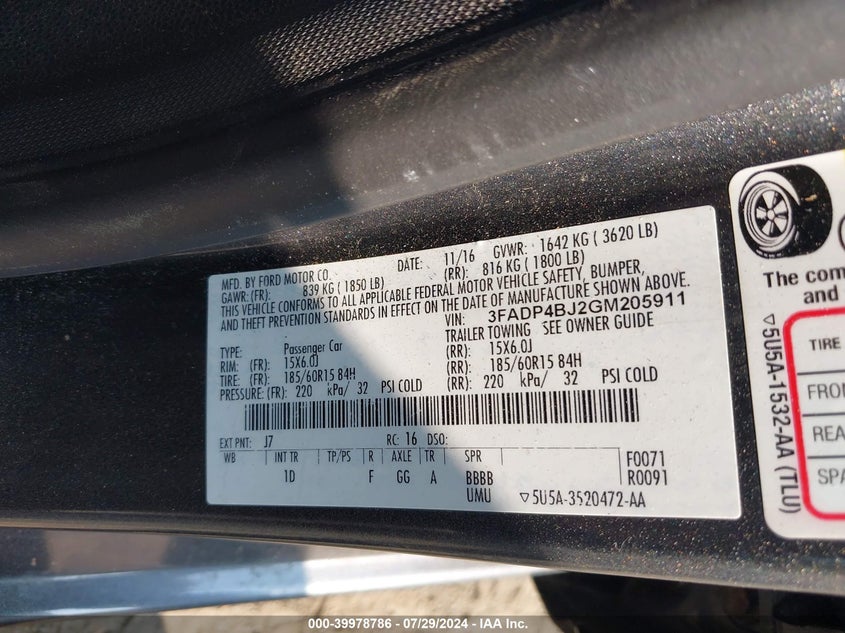 MFD. BY FORD MOTOR CO. DATE: 11/16 GVWR: 1642 KG ( 3620 LB)
GAWR: (FR): 839 KG ( 1850 LB) (RR): 816 KG ( 1800 LB)
THIS VEHICLE CONFORMS TO ALL APPLICABLE FEDERAL MOTOR VEHICLE SAFETY, BUMPER,
AND THEFT PREVENTION STANDARDS IN EFFECT ON THE DATE OF MANUFACTURE SHOWN ABOVE.
VIN: 3FADP4BJ2GM205911
TRAILER TOWING SEE OWNER GUIDE
TYPE: Passenger Car
RIM: (FR): 15X6.0J (RR): 15X6.0J
TIRE: (FR): 185/60R15 84H (RR): 185/60R15 84H
PRESSURE: (FR): 220 kPa/ 32 PSI COLD (RR): 220 kPa/ 32 PSI COLD
EXT PNT: J7 RC: 16 DSO:
WB INT TR TP/PS R AXLE TR SPR F0071
1D F GG A BBBB R0091
UMU ▽5U5A-3520472-AA
The com
and
TIRE
FRON
REA
SPA
▽5U5A-1532-AA (TLU)
000-39978786 - 07/29/2024 - IAA Inc.